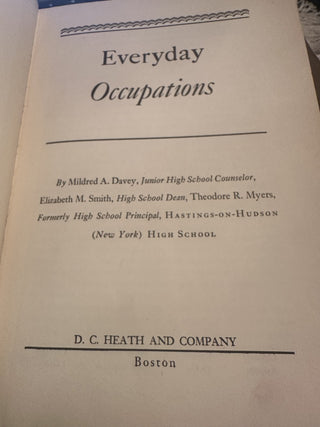 Everyday
Occupations
By Mildred A. Davey, Junior High School Counselor,
Elizabeth M. Smith, High School Dean, Theodore R. Myers,
Formerly High School Principal, HASTINGS-ON-HUDSON
(New York) HIGH SCHOOL
D. C. HEATH AND COMPANY
Boston